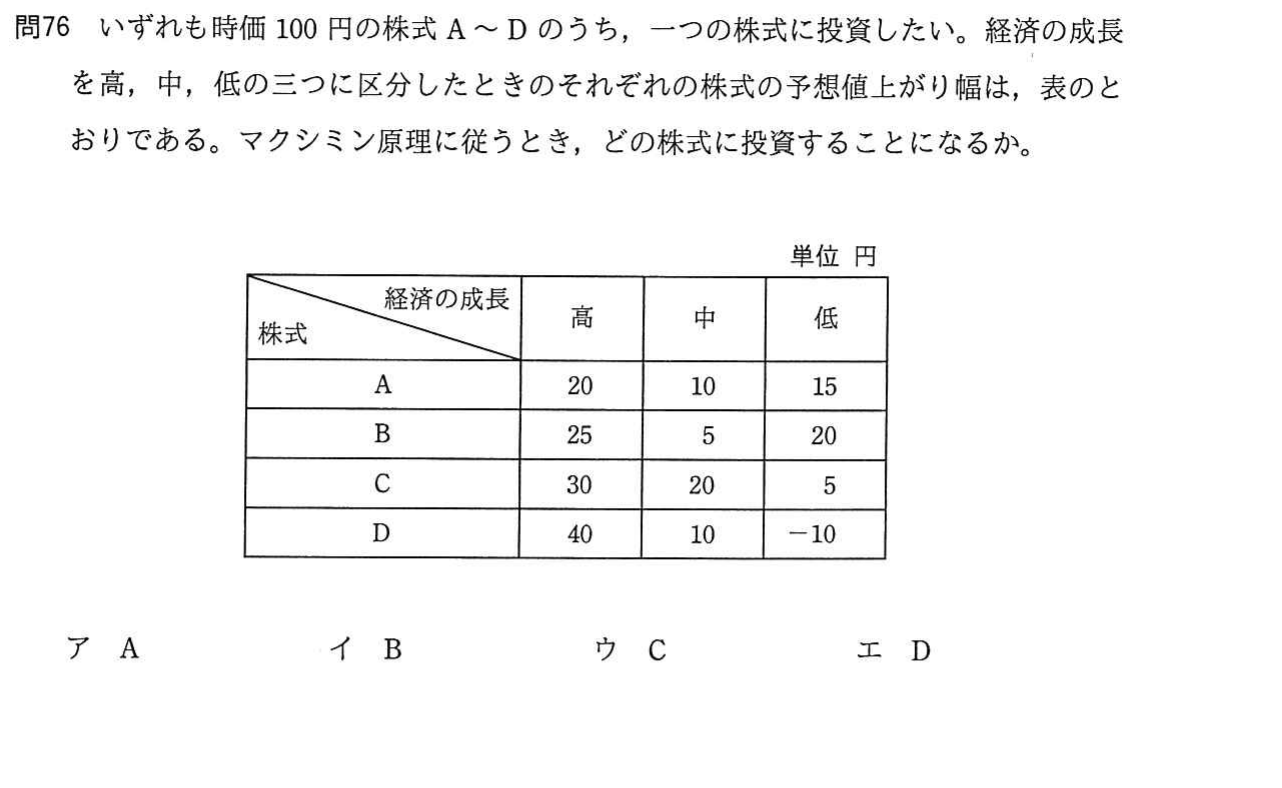 問76 いずれも時価 100 円の株式 A ～ D のうち，一つの株式に投資したい。経済の成長
を高，中，低の三つに区分したときのそれぞれの株式の予想値上がり幅は，表のと
おりである。マクシミン原理に従うとき，どの株式に投資することになるか。
単位 円
経済の成長 高 中 低
株式
A 20 10 15
B 25 5 20
C 30 20 5
D 40 10 －10
ア A イ B ウ C エ D